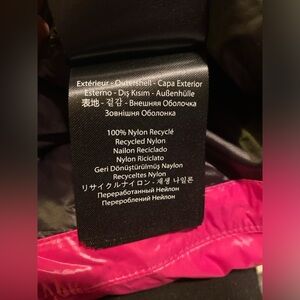 Extérieur - Outershell - Capa Exterior
Esterno - Dış Kısım - Außenhülle
表地 - 겉감 - Внешняя Оболочка
Зовнішня Оболонка
100% Nylon Recyclé
Recycled Nylon
Nailon Reciclado
Nylon Riciclato
Geri Dönüştürülmüş Naylon
Recyceltes Nylon
リサイクルナイロン - 재생 나일론
Переработанный Нейлон
Перероблений Нейлон